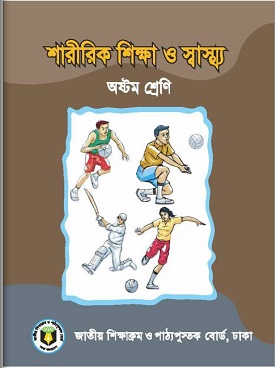 শারীরিক শিক্ষা ও স্বাস্থ্য
অষ্টম শ্রেণি
জাতীয় শিক্ষাক্রম ও পাঠ্যপুস্তক বোর্ড, ঢাকা